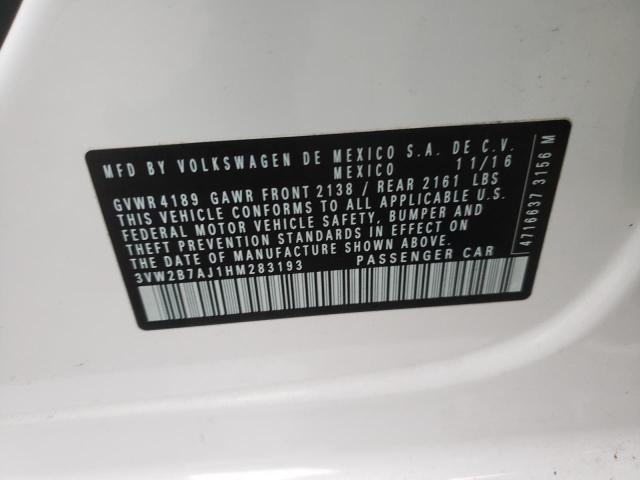 MFD BY VOLKSWAGEN DE MEXICO S.A. DE C.V.
MEXICO 11/16
GVWR 4189 GAWR FRONT 2138 / REAR 2161 LBS
THIS VEHICLE CONFORMS TO ALL APPLICABLE U.S.
FEDERAL MOTOR VEHICLE SAFETY, BUMPER AND
THEFT PREVENTION STANDARDS IN EFFECT ON
THE DATE OF MANUFACTURE SHOWN ABOVE.
3VW2B7AJ1HM283193 PASSENGER CAR
4716637 3156 M